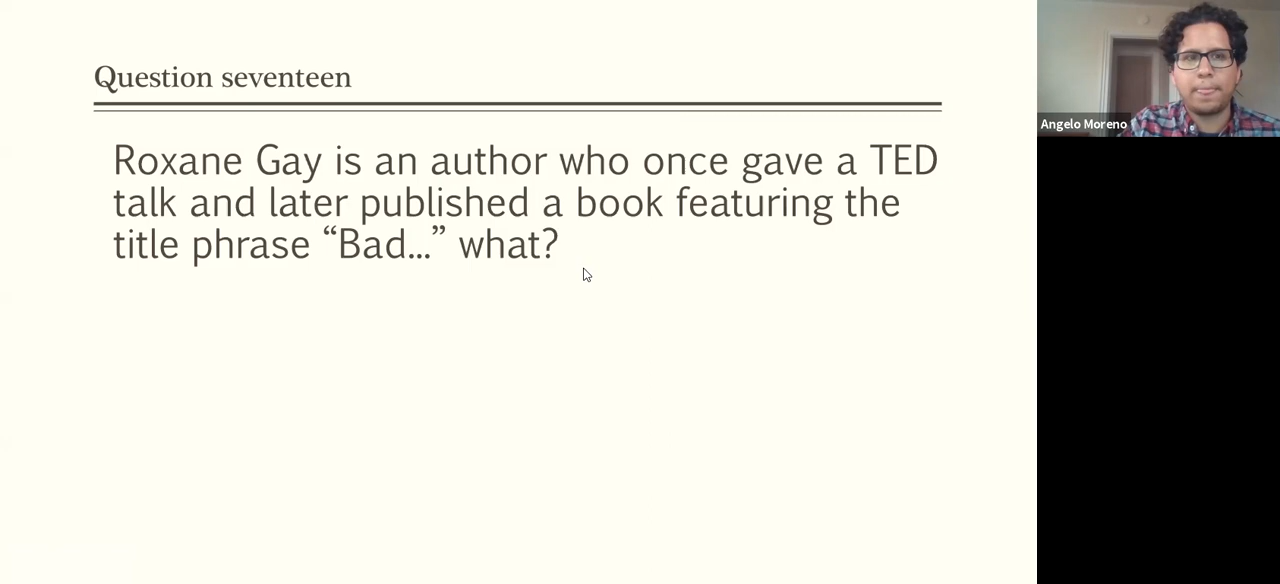 Question seventeen
Roxane Gay is an author who once gave a TED
talk and later published a book featuring the
title phrase “Bad...” what?
Angelo Moreno